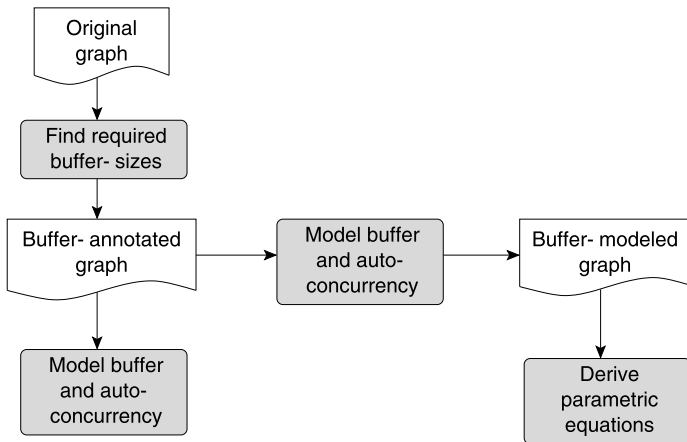 Original
graph
Find required
buffer- sizes
Buffer- annotated
graph
Model buffer
and auto-
concurrency
Buffer- modeled
graph
Model buffer
and auto-
concurrency
Derive
parametric
equations